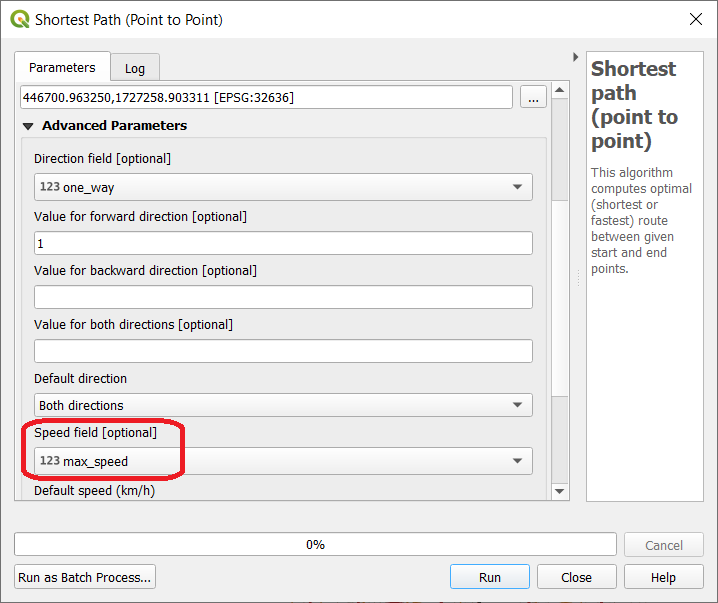 Shortest Path (Point to Point)
Parameters
Log
446700.963250,1727258.903311 [EPSG:32636]
...
Advanced Parameters
Direction field [optional]
123 one_way
Value for forward direction [optional]
1
Value for backward direction [optional]
Value for both directions [optional]
Default direction
Both directions
Speed field [optional]
123 max_speed
Default speed (km/h)
Shortest
path
(point to
point)
This algorithm
computes optimal
(shortest or
fastest) route
between given
start and end
points.
0%
Cancel
Run as Batch Process...
Run
Close
Help